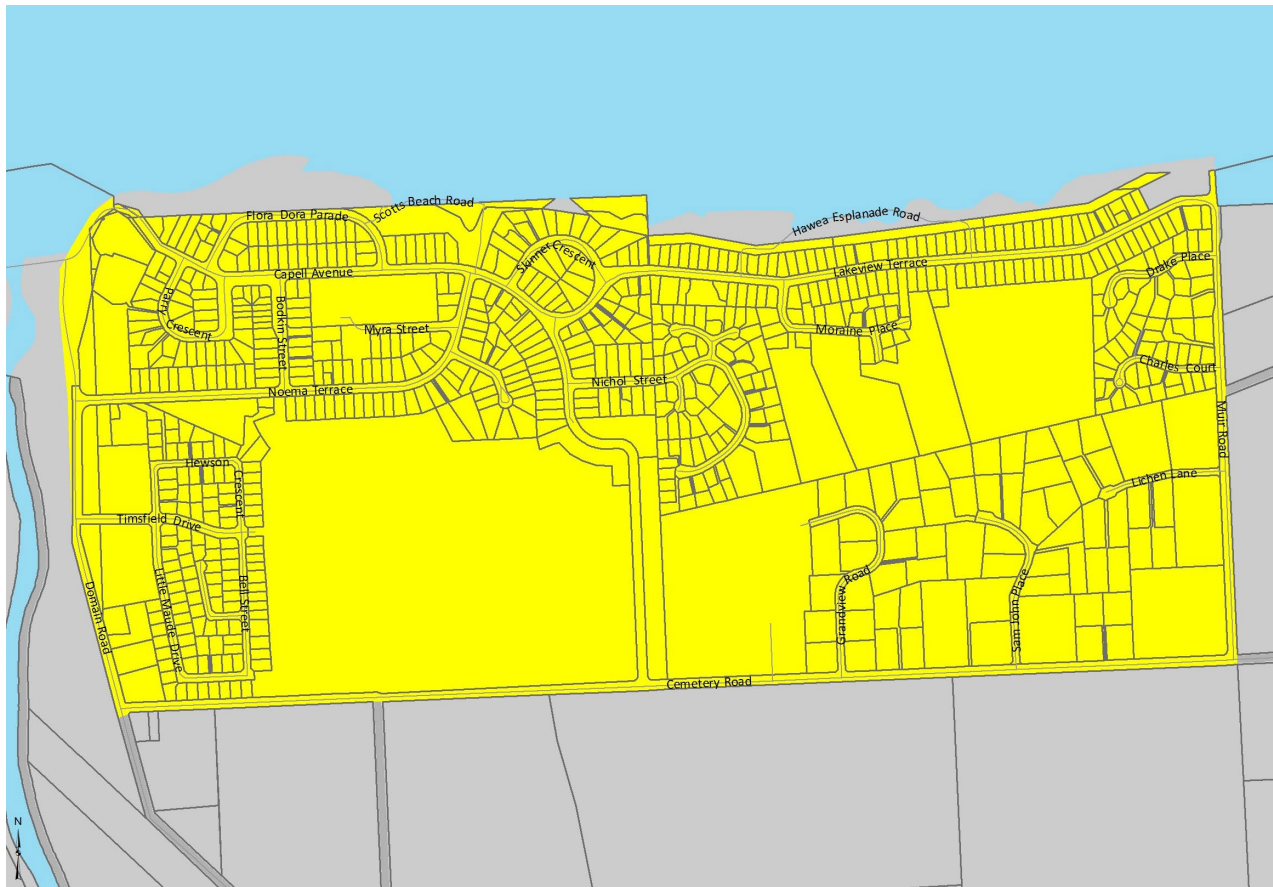 Scotts Beach Road
Flora Dora Parade
Hawea Esplanade Road
Skinner Crescent
Drake Place
Lakeview Terrace
Capell Avenue
Parry Crescent
Bodkin Street
Myra Street
Moraine Place
Charles Court
Nichol Street
Noema Terrace
Muir Road
Hewson Crescent
Lichen Lane
Timsfield Drive
Domain Road
Little Maude Drive
Bell Street
Grandview Road
Sam John Place
Cemetery Road
N